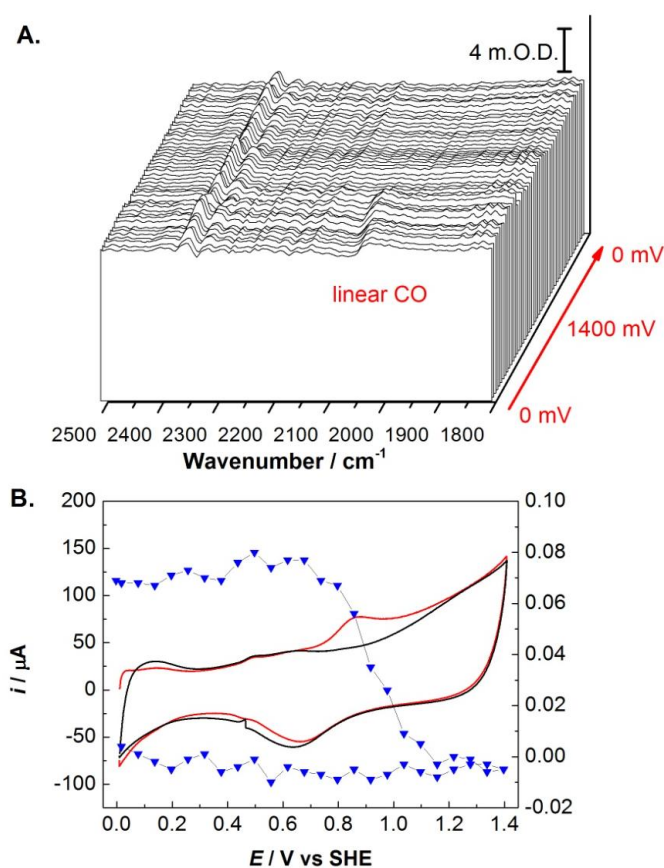 A.
4 m.O.D.
linear CO
0 mV
1400 mV
0 mV
2500 2400 2300 2200 2100 2000 1900 1800
Wavenumber / cm⁻¹
B.
200
150
100
50
0
-50
-100
i / µA
0.10
0.08
0.06
0.04
0.02
0.00
-0.02
0.0 0.2 0.4 0.6 0.8 1.0 1.2 1.4
E / V vs SHE